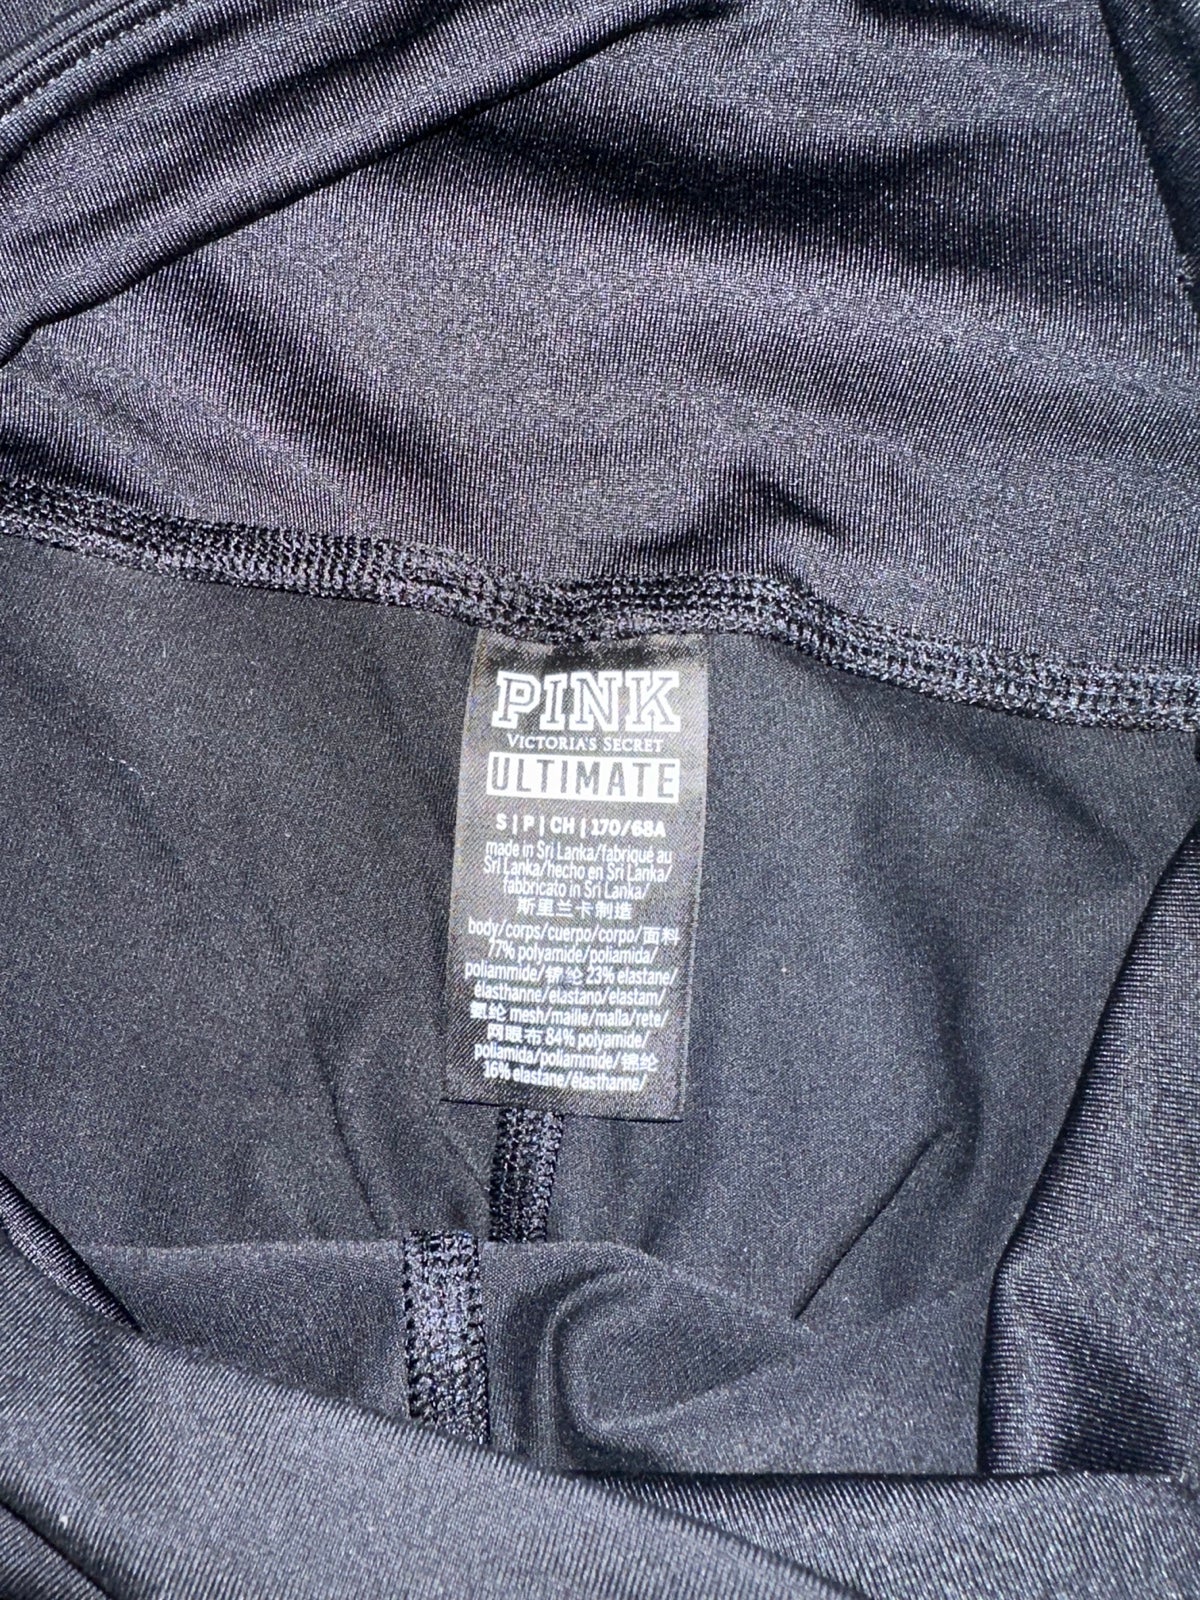 PINK
VICTORIA'S SECRET
ULTIMATE
S | P | CH | 170/68A
made in Sri Lanka/fabriqué au
Sri Lanka/hecho en Sri Lanka/
fabbricato in Sri Lanka/
斯里兰卡制造
body/corps/cuerpo/corpo/面料
77% polyamide/poliamida/
poliammide/锦纶 23% elastane/
élasthanne/elastano/elastam/
氨纶 mesh/maille/malla/rete/
网眼布 84% polyamide/
poliamida/poliammide/锦纶
16% elastane/élasthanne/